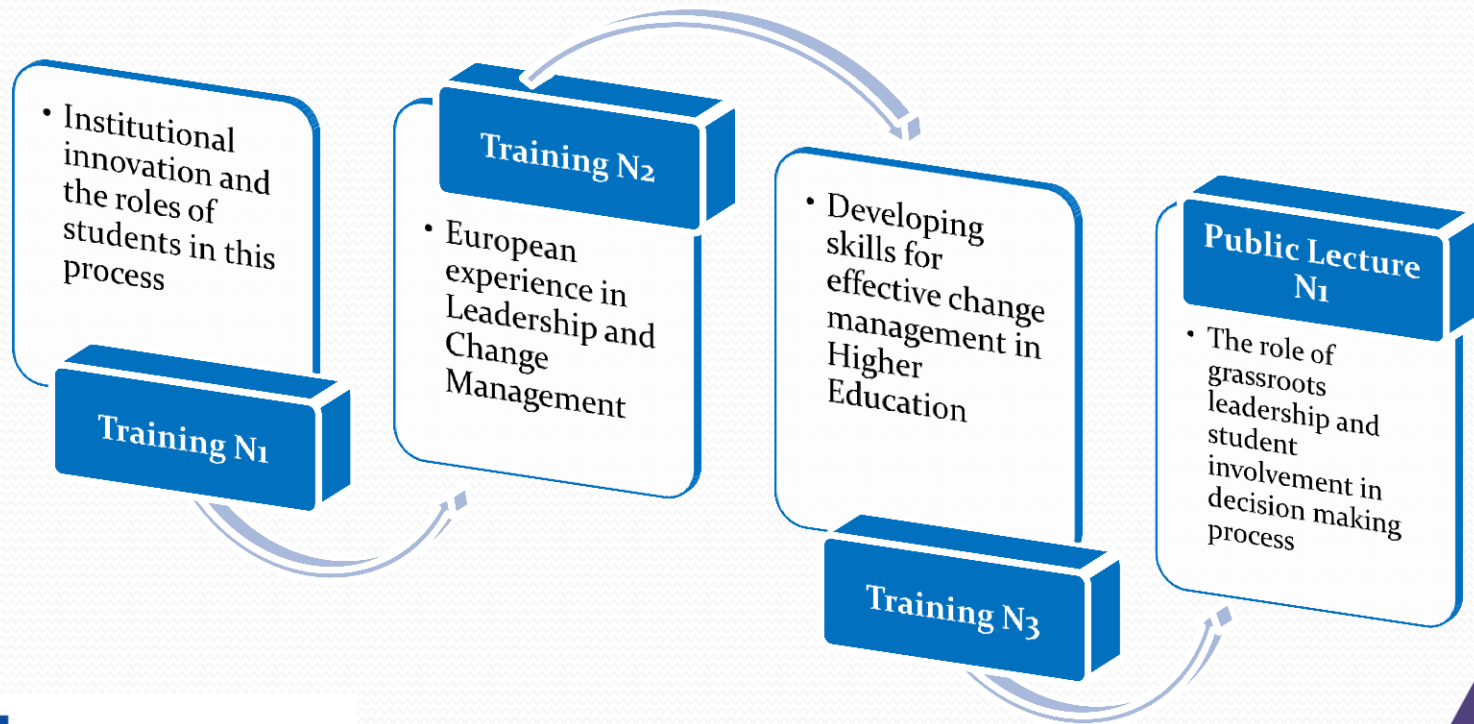 • Institutional
innovation and
the roles of
students in this
process
Training N1
Training N2
• European
experience in
Leadership and
Change
Management
• Developing
skills for
effective change
management in
Higher
Education
Training N3
Public Lecture
N1
• The role of
grassroots
leadership and
student
involvement in
decision making
process